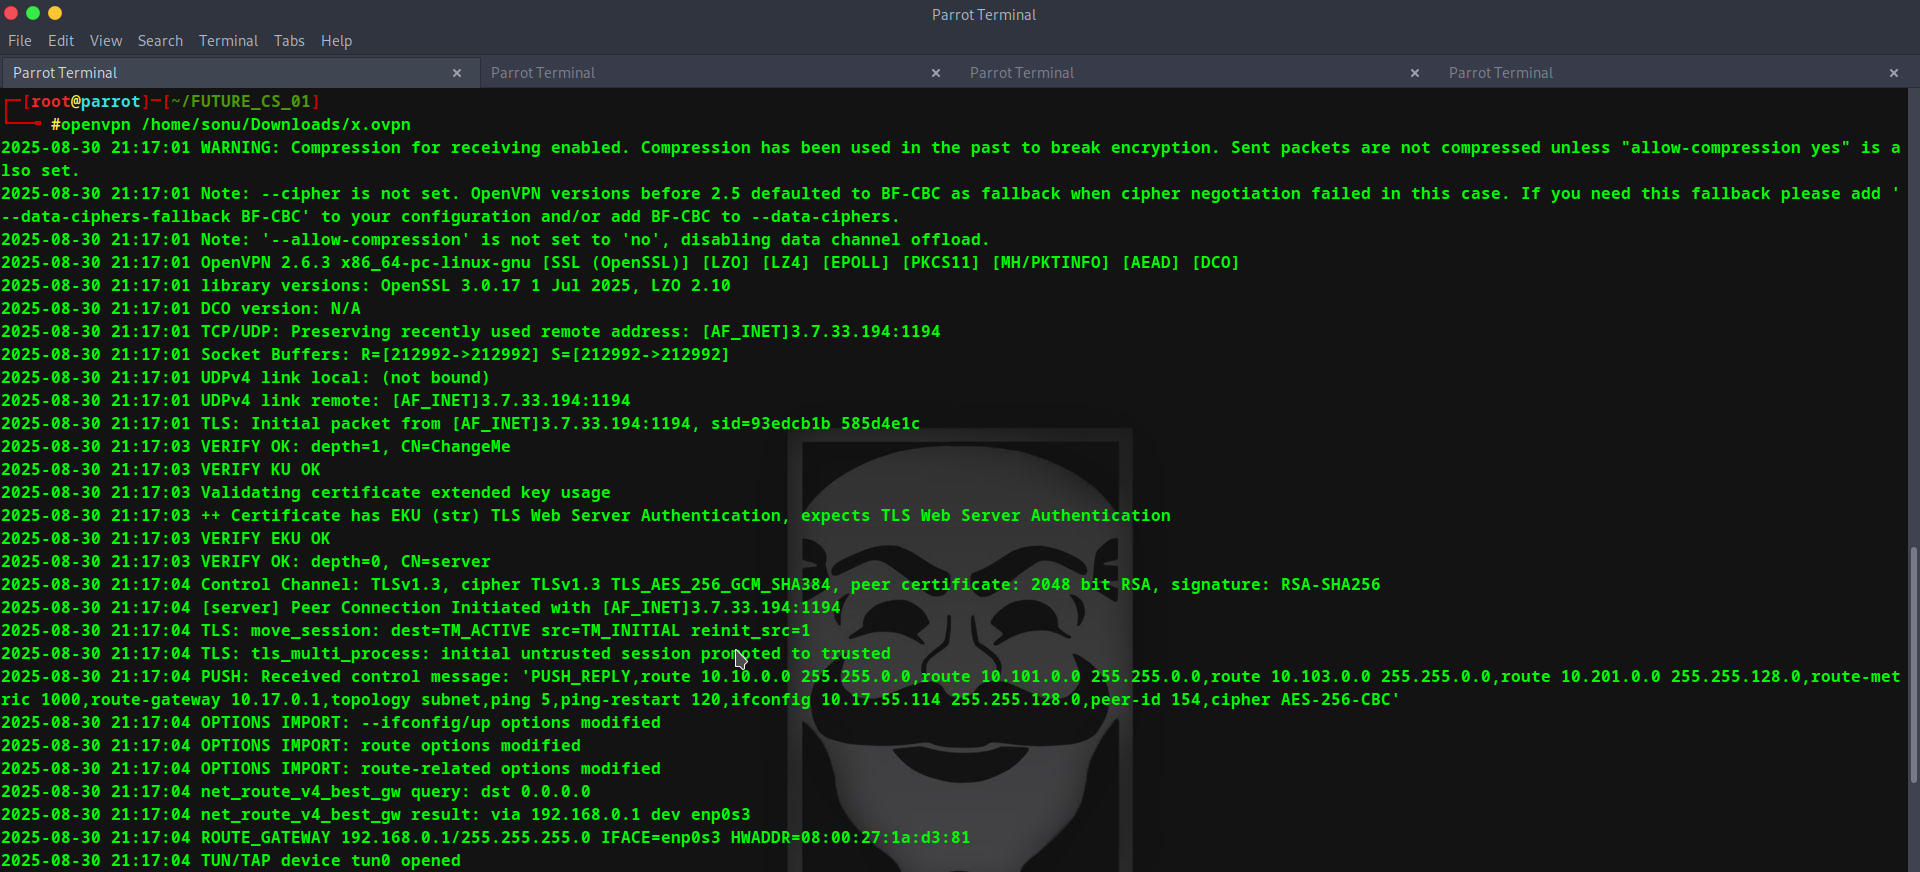 Parrot Terminal
File Edit View Search Terminal Tabs Help
Parrot Terminal × Parrot Terminal × Parrot Terminal × Parrot Terminal ×
[root@parrot]─[~/FUTURE_CS_01]
#openvpn /home/sonu/Downloads/x.ovpn
2025-08-30 21:17:01 WARNING: Compression for receiving enabled. Compression has been used in the past to break encryption. Sent packets are not compressed unless "allow-compression yes" is a
lso set.
2025-08-30 21:17:01 Note: --cipher is not set. OpenVPN versions before 2.5 defaulted to BF-CBC as fallback when cipher negotiation failed in this case. If you need this fallback please add '
--data-ciphers-fallback BF-CBC' to your configuration and/or add BF-CBC to --data-ciphers.
2025-08-30 21:17:01 Note: '--allow-compression' is not set to 'no', disabling data channel offload.
2025-08-30 21:17:01 OpenVPN 2.6.3 x86_64-pc-linux-gnu [SSL (OpenSSL)] [LZO] [LZ4] [EPOLL] [PKCS11] [MH/PKTINFO] [AEAD] [DCO]
2025-08-30 21:17:01 library versions: OpenSSL 3.0.17 1 Jul 2025, LZO 2.10
2025-08-30 21:17:01 DCO version: N/A
2025-08-30 21:17:01 TCP/UDP: Preserving recently used remote address: [AF_INET]3.7.33.194:1194
2025-08-30 21:17:01 Socket Buffers: R=[212992->212992] S=[212992->212992]
2025-08-30 21:17:01 UDPv4 link local: (not bound)
2025-08-30 21:17:01 UDPv4 link remote: [AF_INET]3.7.33.194:1194
2025-08-30 21:17:01 TLS: Initial packet from [AF_INET]3.7.33.194:1194, sid=93edcb1b 585d4e1c
2025-08-30 21:17:03 VERIFY OK: depth=1, CN=ChangeMe
2025-08-30 21:17:03 VERIFY KU OK
2025-08-30 21:17:03 Validating certificate extended key usage
2025-08-30 21:17:03 ++ Certificate has EKU (str) TLS Web Server Authentication, expects TLS Web Server Authentication
2025-08-30 21:17:03 VERIFY EKU OK
2025-08-30 21:17:03 VERIFY OK: depth=0, CN=server
2025-08-30 21:17:04 Control Channel: TLSv1.3, cipher TLSv1.3 TLS_AES_256_GCM_SHA384, peer certificate: 2048 bit RSA, signature: RSA-SHA256
2025-08-30 21:17:04 [server] Peer Connection Initiated with [AF_INET]3.7.33.194:1194
2025-08-30 21:17:04 TLS: move_session: dest=TM_ACTIVE src=TM_INITIAL reinit_src=1
2025-08-30 21:17:04 TLS: tls_multi_process: initial untrusted session promoted to trusted
2025-08-30 21:17:04 PUSH: Received control message: 'PUSH_REPLY,route 10.10.0.0 255.255.0.0,route 10.101.0.0 255.255.0.0,route 10.103.0.0 255.255.0.0,route 10.201.0.0 255.255.128.0,route-met
ric 1000,route-gateway 10.17.0.1,topology subnet,ping 5,ping-restart 120,ifconfig 10.17.55.114 255.255.128.0,peer-id 154,cipher AES-256-CBC'
2025-08-30 21:17:04 OPTIONS IMPORT: --ifconfig/up options modified
2025-08-30 21:17:04 OPTIONS IMPORT: route options modified
2025-08-30 21:17:04 OPTIONS IMPORT: route-related options modified
2025-08-30 21:17:04 net_route_v4_best_gw query: dst 0.0.0.0
2025-08-30 21:17:04 net_route_v4_best_gw result: via 192.168.0.1 dev enp0s3
2025-08-30 21:17:04 ROUTE_GATEWAY 192.168.0.1/255.255.255.0 IFACE=enp0s3 HWADDR=08:00:27:1a:d3:81
2025-08-30 21:17:04 TUN/TAP device tun0 opened